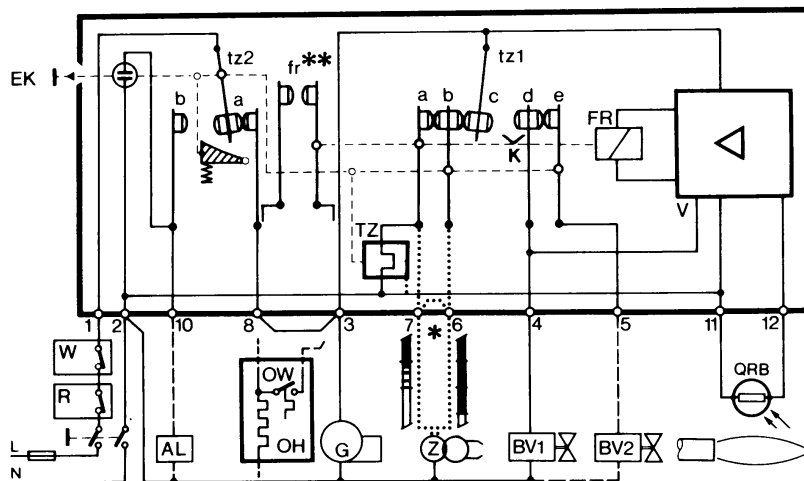 tz2
fr**
tz1
EK
b
a
a
b
c
d
e
FR
K
V
TZ
1
2
10
8
3
7
*
6
4
5
11
12
W
R
OW
QRB
L
N
AL
OH
G
Z
BV1
BV2